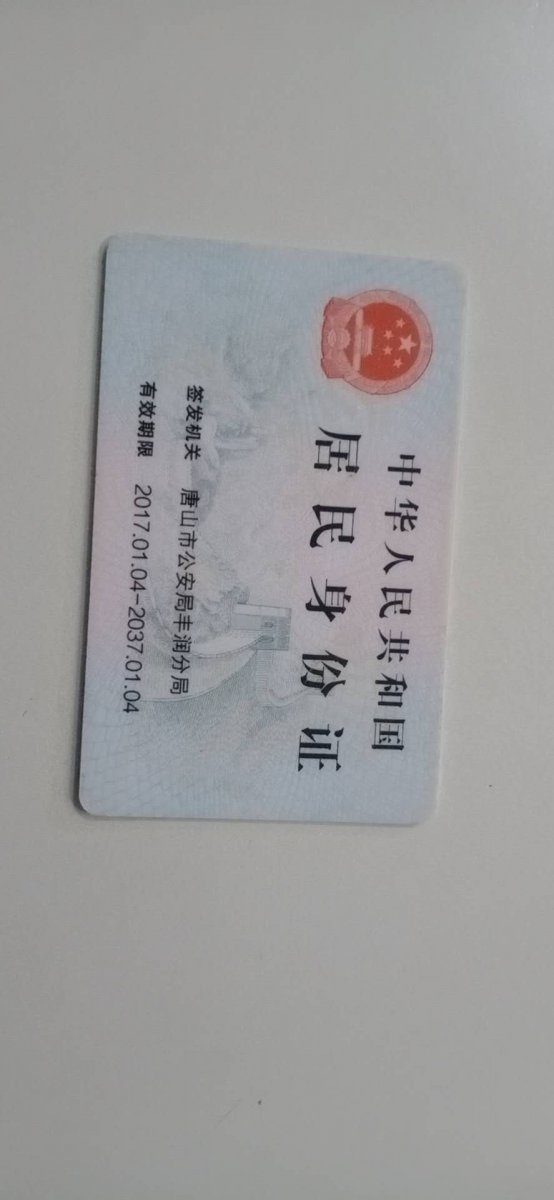 中华人民共和国
居民身份证
签发机关 唐山市公安局丰润分局
有效期限 2017.01.04-2037.01.04